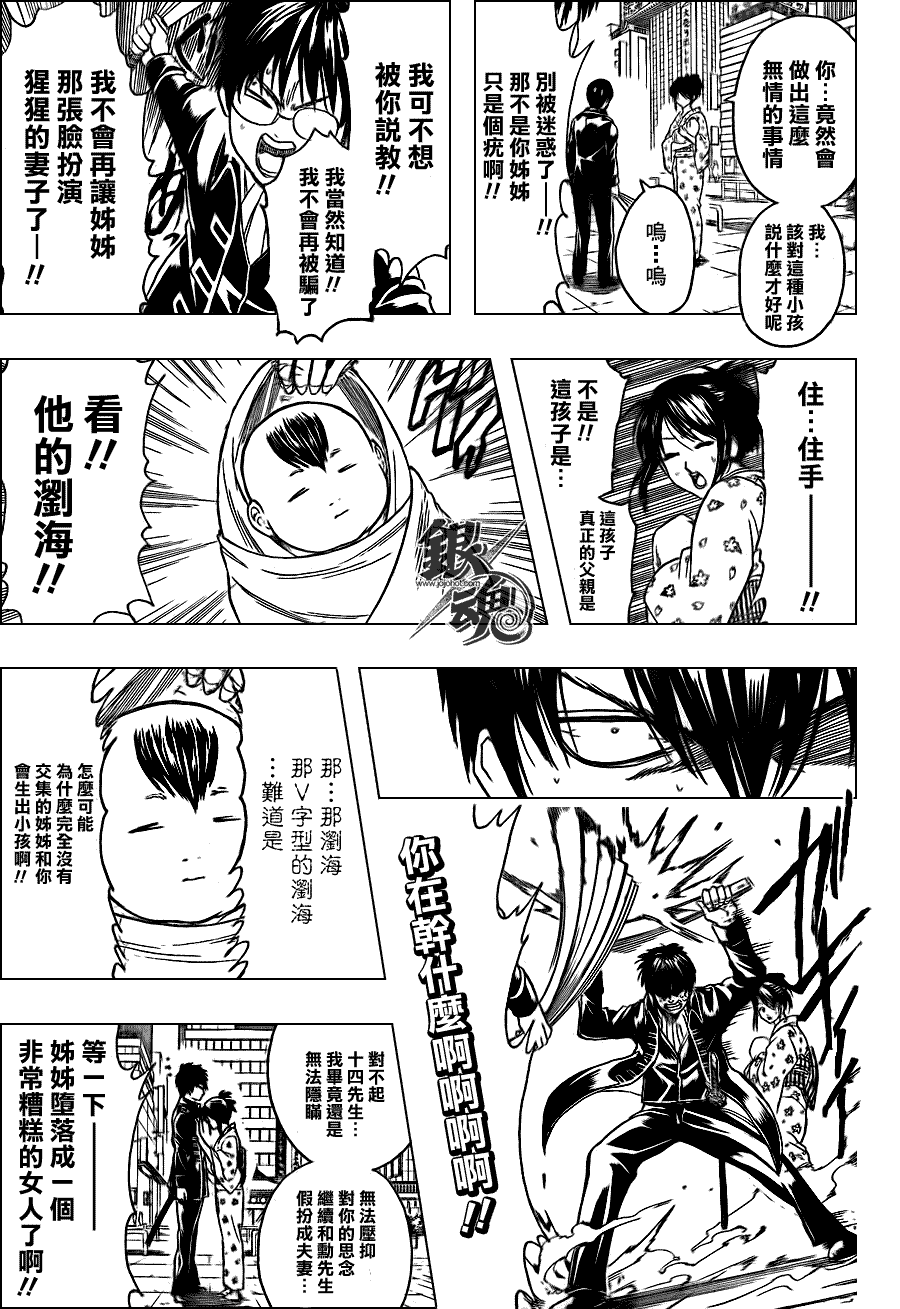 你…竟然會
做出這麼
無情的事情
我…
該對這種小孩
説什麼才好呢
別被迷惑了——!!
那不是你姊姊
只是個疣啊!!
嗚…嗚
我可不想
被你説教!!
我當然知道!!
我不會再被騙了
我不會再讓姊姊
那張臉扮演
猩猩的妻子了—!!
住…住手——!!
不是!!
這孩子是…
這孩子
真正的父親是
看!!
他的瀏海!!
銀魂
www.jojohot.com
那…那瀏海
那V字型的瀏海
…難道是
怎麼可能
為什麼完全沒有
交集的姊姊和你
會生出小孩啊!!
你在幹什麼啊啊啊啊!!
對不起
十四先生…
我畢竟還是
無法隱瞞
無法壓抑
對你的思念
繼續和勳先生
假扮成夫妻…
等一下——
姊姊墮落成一個
非常糟糕的女人了啊!!